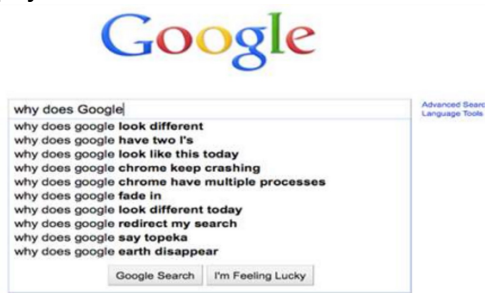 Google
why does Google
Advanced Searc
Language Tools
why does google look different
why does google have two l's
why does google look like this today
why does google chrome keep crashing
why does google chrome have multiple processes
why does google fade in
why does google look different today
why does google redirect my search
why does google say topeka
why does google earth disappear
Google Search I'm Feeling Lucky